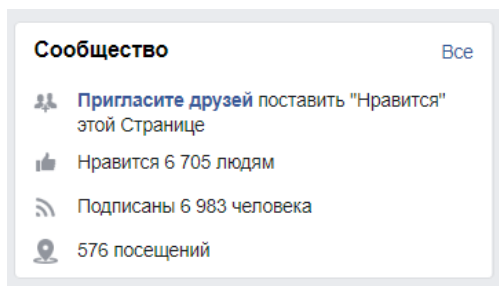 Сообщество
Все
Пригласите друзей поставить "Нравится"
этой Странице
Нравится 6 705 людям
Подписаны 6 983 человека
576 посещений